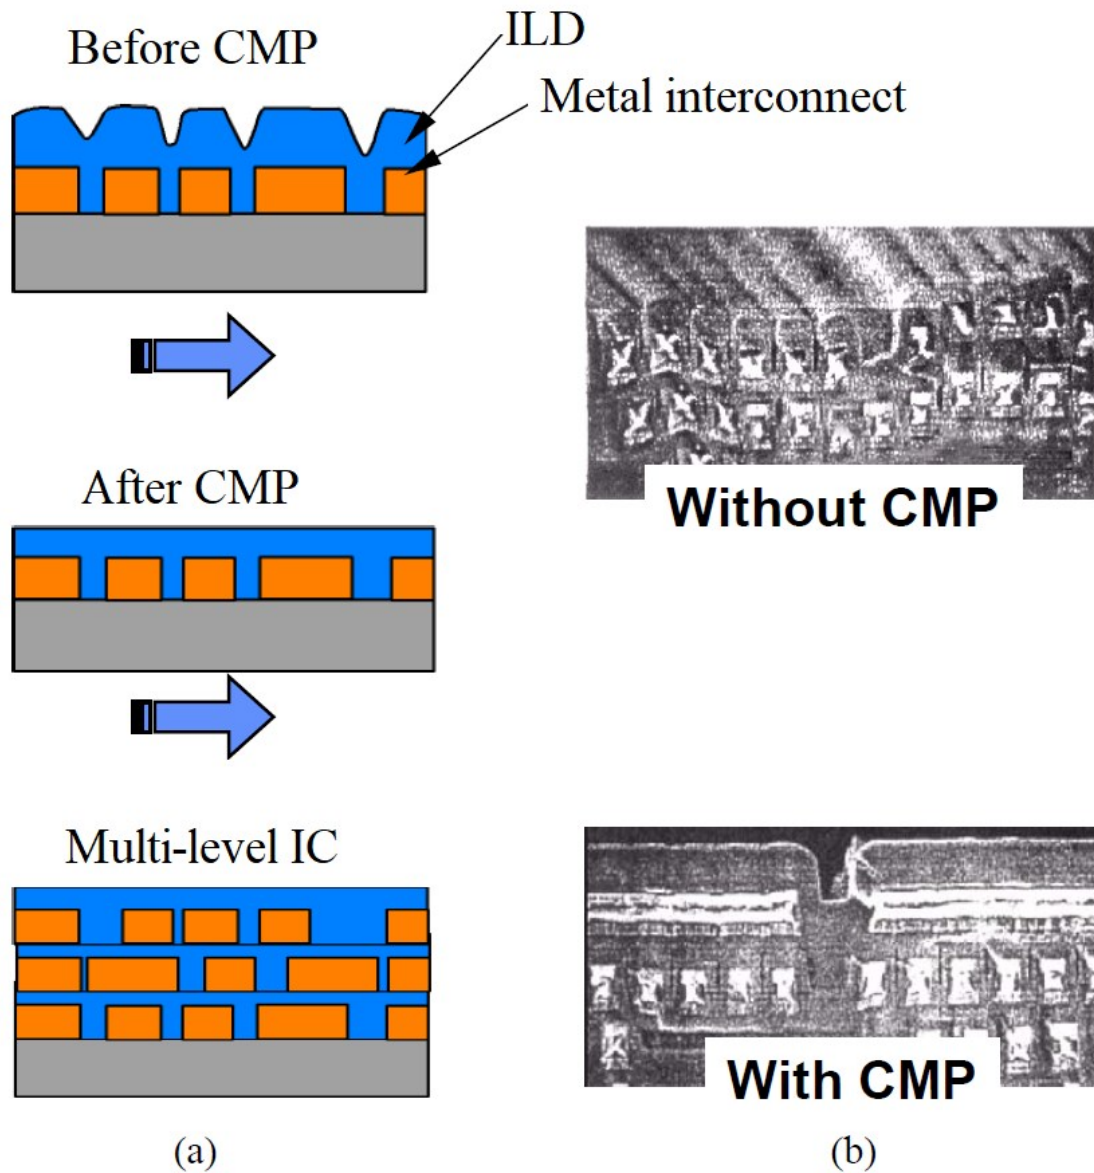 Before CMP
ILD
Metal interconnect
After CMP
Without CMP
Multi-level IC
With CMP
(a)
(b)